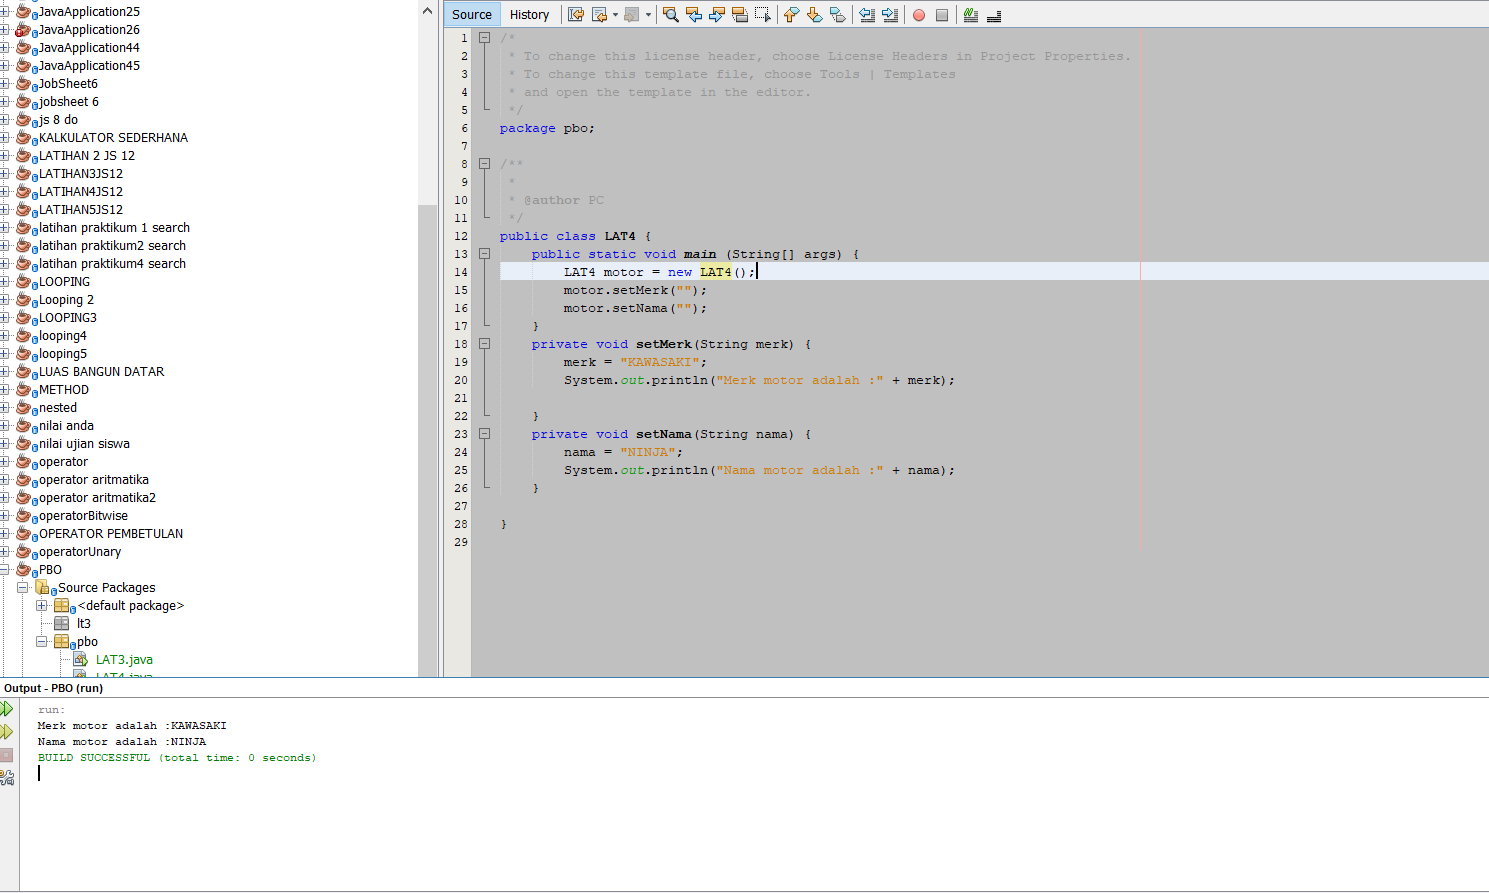 JavaApplication25
JavaApplication26
JavaApplication44
JavaApplication45
JobSheet6
jobsheet 6
js 8 do
KALKULATOR SEDERHANA
LATIHAN 2 JS 12
LATIHAN3JS12
LATIHAN4JS12
LATIHAN5JS12
latihan praktikum 1 search
latihan praktikum2 search
latihan praktikum4 search
LOOPING
Looping 2
LOOPING3
looping4
looping5
LUAS BANGUN DATAR
METHOD
nested
nilai anda
nilai ujian siswa
operator
operator aritmatika
operator aritmatika2
operatorBitwise
OPERATOR PEMBETULAN
operatorUnary
PBO
Source Packages
<default package>
lt3
pbo
LAT3.java
LAT4.java
Source History
1 /*
2 * To change this license header, choose License Headers in Project Properties.
3 * To change this template file, choose Tools | Templates
4 * and open the template in the editor.
5 */
6 package pbo;
7
8 /**
9 *
10 * @author PC
11 */
12 public class LAT4 {
13 public static void main (String[] args) {
14 LAT4 motor = new LAT4();
15 motor.setMerk("");
16 motor.setNama("");
17 }
18 private void setMerk(String merk) {
19 merk = "KAWASAKI";
20 System.out.println("Merk motor adalah :" + merk);
21
22 }
23 private void setNama(String nama) {
24 nama = "NINJA";
25 System.out.println("Nama motor adalah :" + nama);
26 }
27
28 }
29
Output - PBO (run)
run:
Merk motor adalah :KAWASAKI
Nama motor adalah :NINJA
BUILD SUCCESSFUL (total time: 0 seconds)